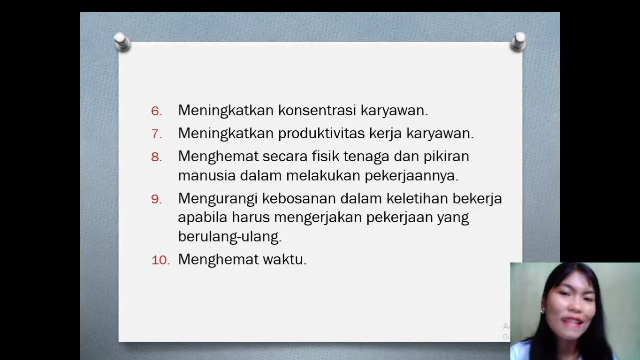 6. Meningkatkan konsentrasi karyawan.
7. Meningkatkan produktivitas kerja karyawan.
8. Menghemat secara fisik tenaga dan pikiran
manusia dalam melakukan pekerjaannya.
9. Mengurangi kebosanan dalam keletihan bekerja
apabila harus mengerjakan pekerjaan yang
berulang-ulang.
10. Menghemat waktu.